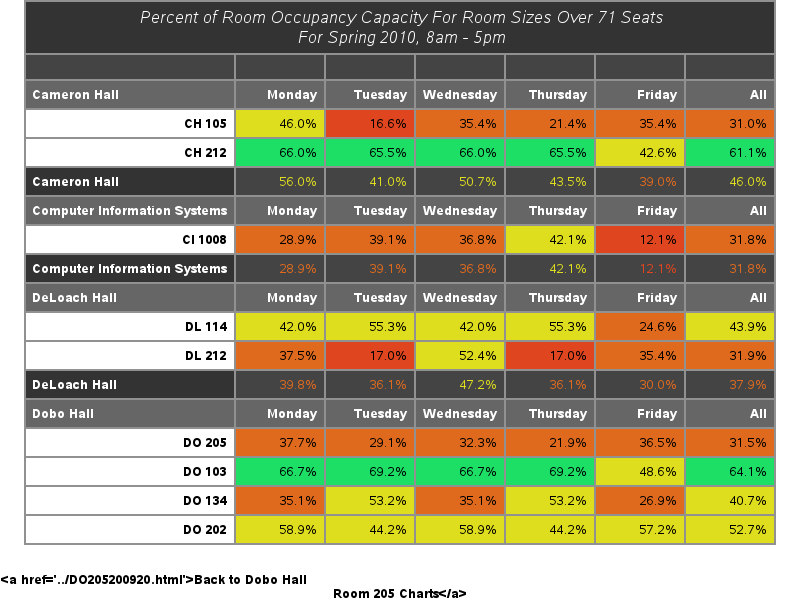 Percent of Room Occupancy Capacity For Room Sizes Over 71 Seats
For Spring 2010, 8am - 5pm
Cameron Hall Monday Tuesday Wednesday Thursday Friday All
CH 105 46.0% 16.6% 35.4% 21.4% 35.4% 31.0%
CH 212 66.0% 65.5% 66.0% 65.5% 42.6% 61.1%
Cameron Hall 56.0% 41.0% 50.7% 43.5% 39.0% 46.0%
Computer Information Systems Monday Tuesday Wednesday Thursday Friday All
CI 1008 28.9% 39.1% 36.8% 42.1% 12.1% 31.8%
Computer Information Systems 28.9% 39.1% 36.8% 42.1% 12.1% 31.8%
DeLoach Hall Monday Tuesday Wednesday Thursday Friday All
DL 114 42.0% 55.3% 42.0% 55.3% 24.6% 43.9%
DL 212 37.5% 17.0% 52.4% 17.0% 35.4% 31.9%
DeLoach Hall 39.8% 36.1% 47.2% 36.1% 30.0% 37.9%
Dobo Hall Monday Tuesday Wednesday Thursday Friday All
DO 205 37.7% 29.1% 32.3% 21.9% 36.5% 31.5%
DO 103 66.7% 69.2% 66.7% 69.2% 48.6% 64.1%
DO 134 35.1% 53.2% 35.1% 53.2% 26.9% 40.7%
DO 202 58.9% 44.2% 58.9% 44.2% 57.2% 52.7%
<a href='../DO205200920.html'>Back to Dobo Hall
Room 205 Charts</a>